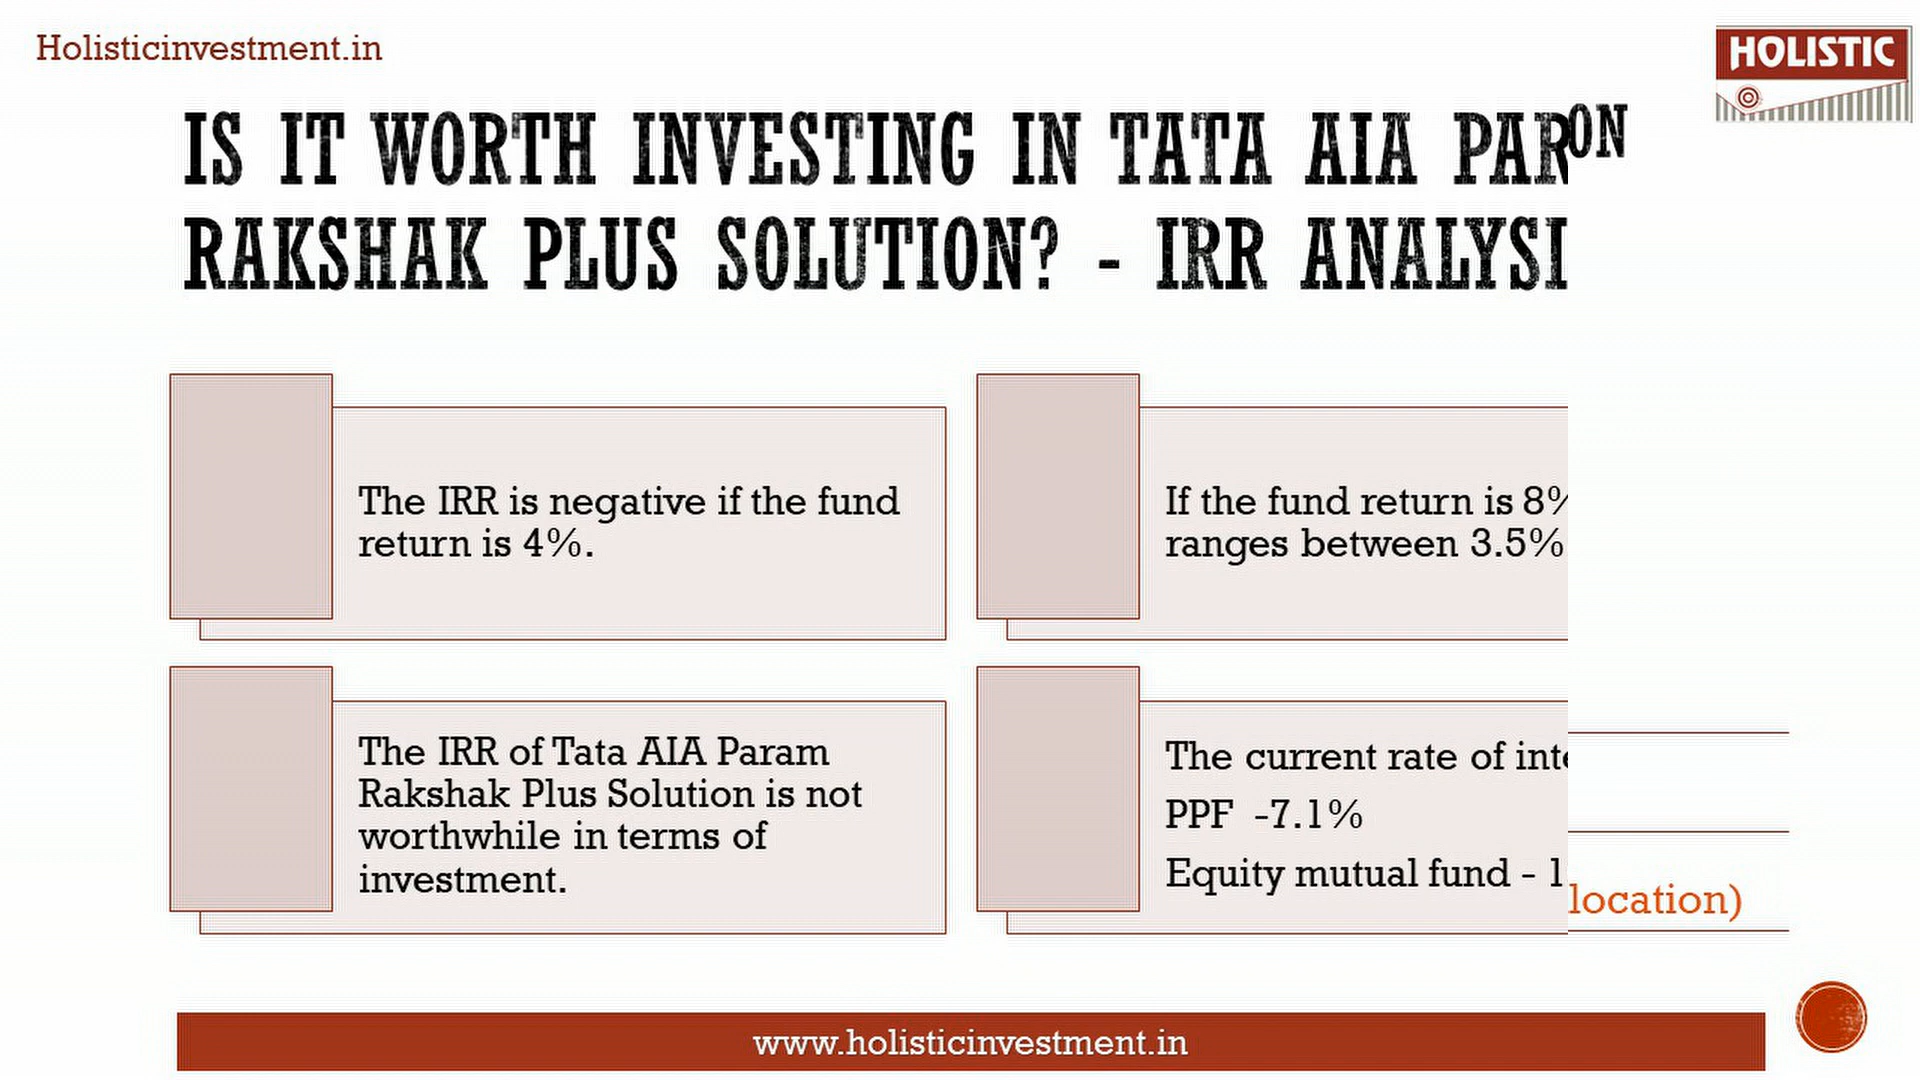 Holisticinvestment.in
HOLISTIC
IS IT WORTH INVESTING IN TATA AIA PAR
ON
RAKSHAK PLUS SOLUTION? - IRR ANALYSI
The IRR is negative if the fund
return is 4%.
If the fund return is 8%
ranges between 3.5%
The IRR of Tata AIA Param
Rakshak Plus Solution is not
worthwhile in terms of
investment.
The current rate of inte
PPF -7.1%
Equity mutual fund - 1
location)
www.holisticinvestment.in